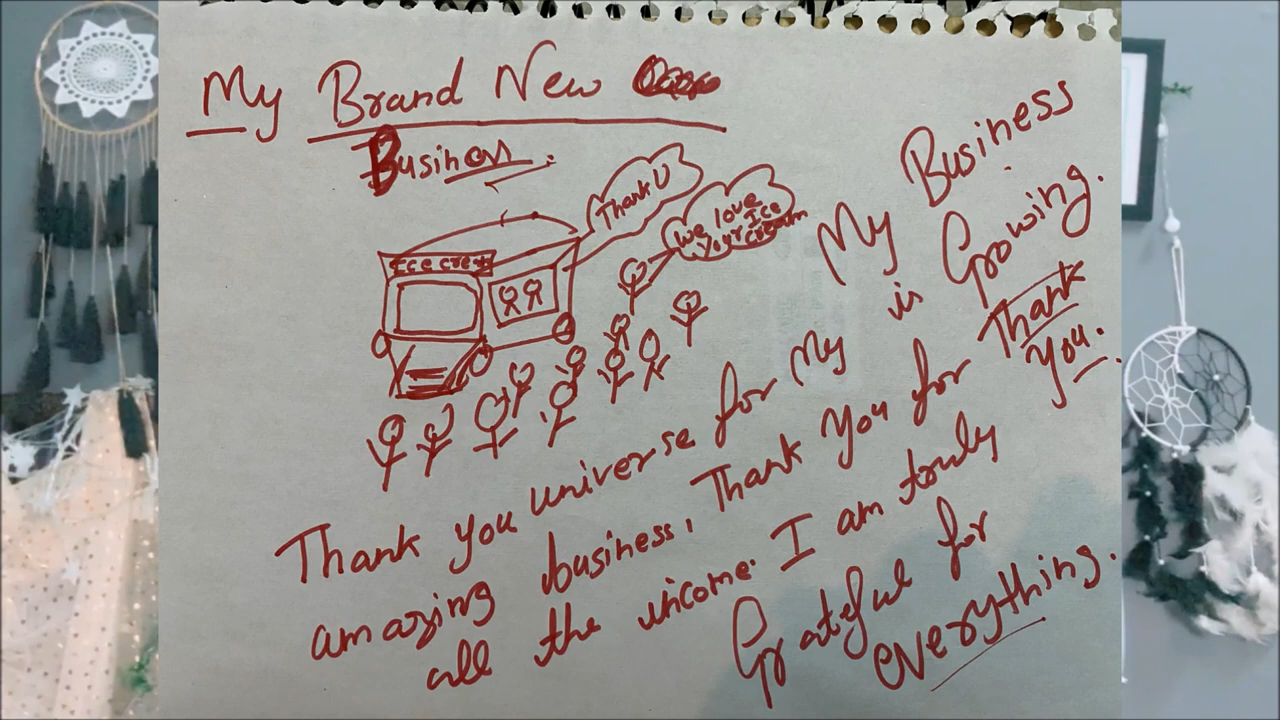 My Brand New
Business.
Thank U
We love
Your Ice
cream
Ice cream
My Business
is Growing.
Thank you universe for My
amazing business, Thank you for Thank
you.
all the income. I am truly
Grateful for
everything.